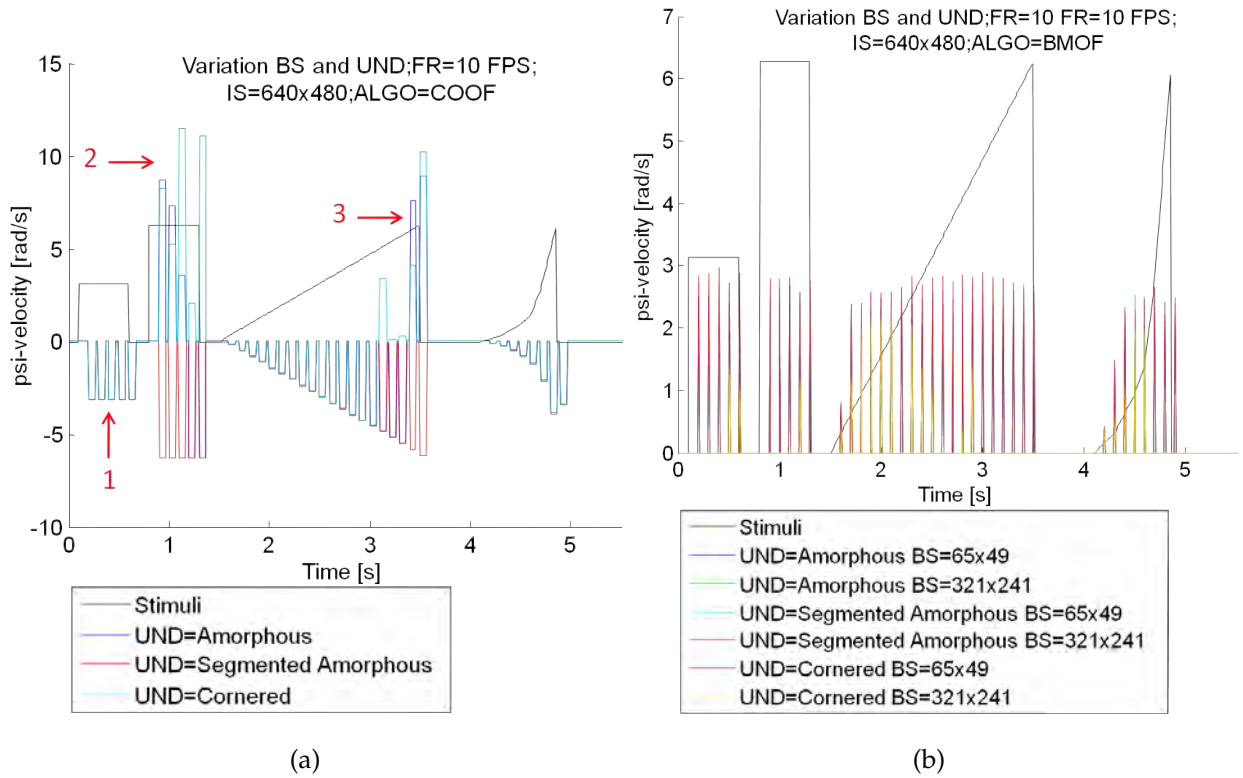 Variation BS and UND;FR=10 FPS;
IS=640x480;ALGO=COOF
15
10
5
0
-5
-10
psi-velocity [rad/s]
2
3
1
0
1
2
3
4
5
Time [s]
Stimuli
UND=Amorphous
UND=Segmented Amorphous
UND=Cornered
(a)
Variation BS and UND;FR=10 FR=10 FPS;
IS=640x480;ALGO=BMOF
7
6
5
4
3
2
1
0
psi-velocity [rad/s]
0
1
2
3
4
5
Time [s]
Stimuli
UND=Amorphous BS=65x49
UND=Amorphous BS=321x241
UND=Segmented Amorphous BS=65x49
UND=Segmented Amorphous BS=321x241
UND=Cornered BS=65x49
UND=Cornered BS=321x241
(b)